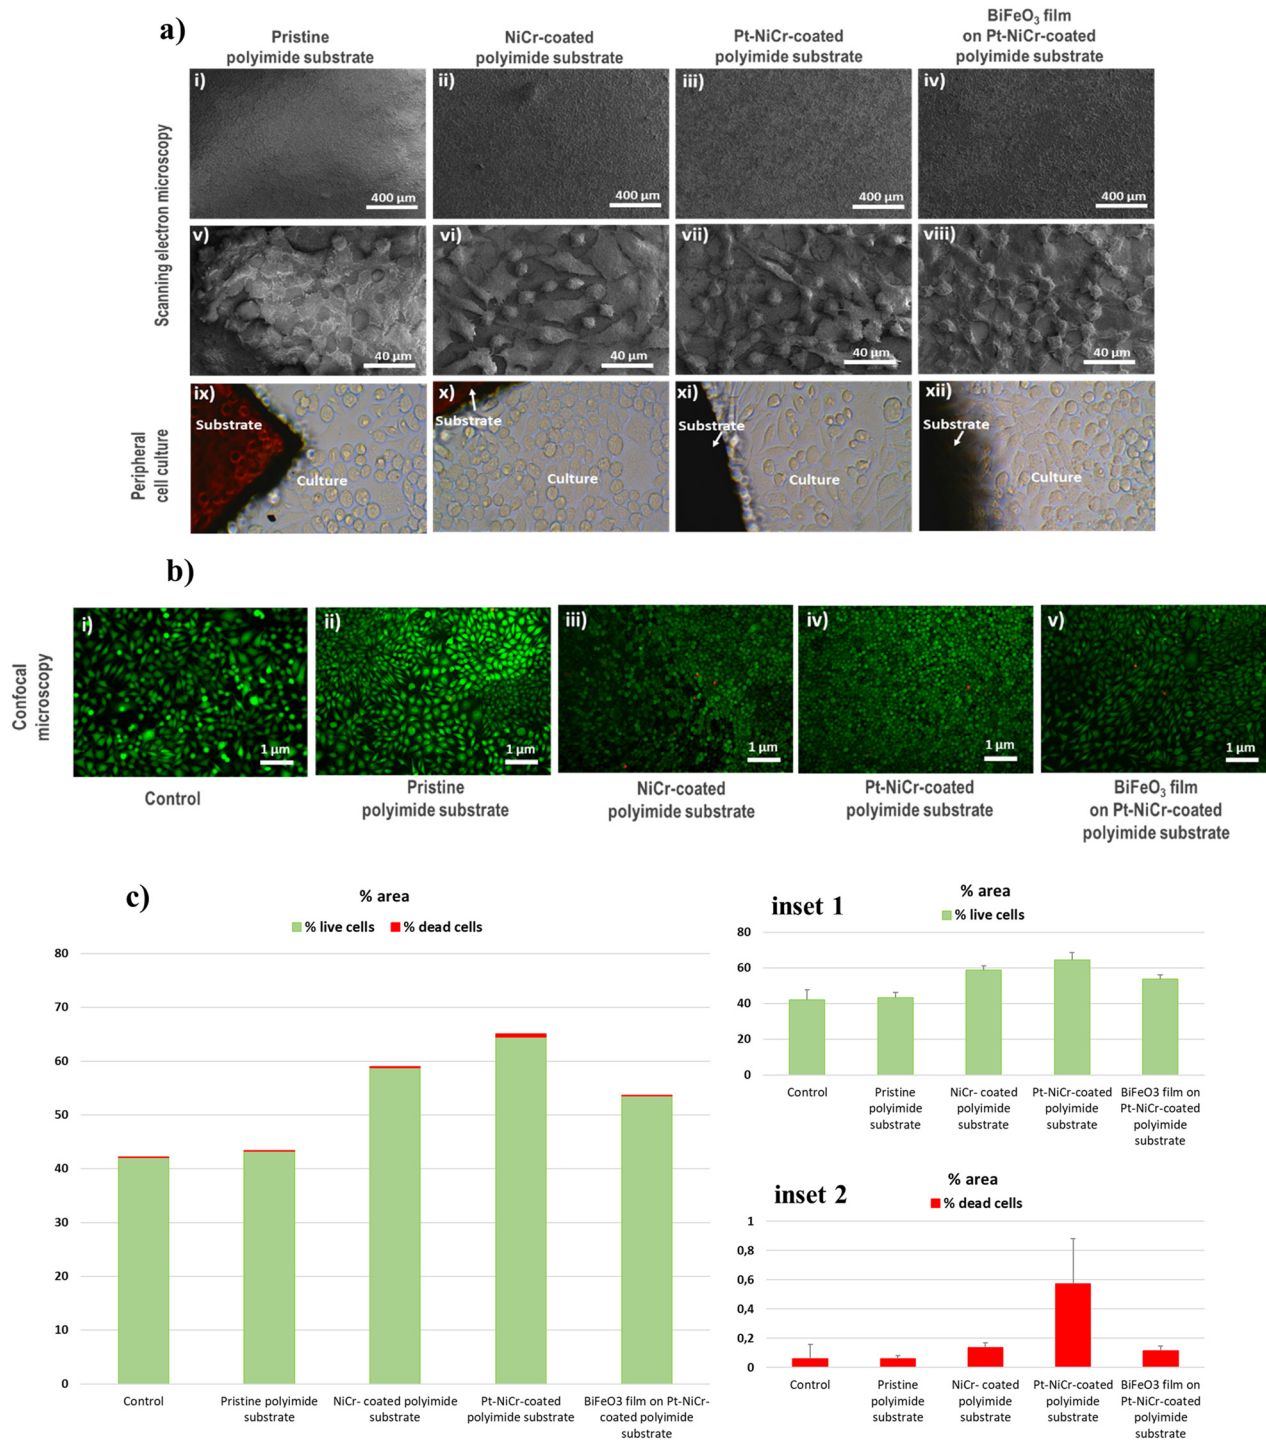 a)
Pristine
polyimide substrate
NiCr-coated
polyimide substrate
Pt-NiCr-coated
polyimide substrate
BiFeO₃ film
on Pt-NiCr-coated
polyimide substrate
Scanning electron microscopy
i)
400 µm
ii)
400 µm
iii)
400 µm
iv)
400 µm
v)
40 µm
vi)
40 µm
vii)
40 µm
viii)
40 µm
Peripheral
cell culture
ix)
Substrate
Culture
x)
Substrate
Culture
xi)
Substrate
Culture
xii)
Substrate
Culture
b)
Confocal
microscopy
i)
1 µm
ii)
1 µm
iii)
1 µm
iv)
1 µm
v)
1 µm
Control
Pristine
polyimide substrate
NiCr-coated
polyimide substrate
Pt-NiCr-coated
polyimide substrate
BiFeO₃ film
on Pt-NiCr-coated
polyimide substrate
c)
% area
% live cells % dead cells
80
70
60
50
40
30
20
10
0
Control
Pristine polyimide
substrate
NiCr- coated polyimide
substrate
Pt-NiCr-coated
polyimide substrate
BiFeO3 film on Pt-NiCr-
coated polyimide
substrate
inset 1
% area
% live cells
80
60
40
20
0
Control
Pristine
polyimide
substrate
NiCr- coated
polyimide
substrate
Pt-NiCr-coated
polyimide
substrate
BiFeO3 film on
Pt-NiCr-coated
polyimide
substrate
inset 2
% area
% dead cells
1
0,8
0,6
0,4
0,2
0
Control
Pristine
polyimide
substrate
NiCr- coated
polyimide
substrate
Pt-NiCr-coated
polyimide
substrate
BiFeO3 film on
Pt-NiCr-coated
polyimide
substrate